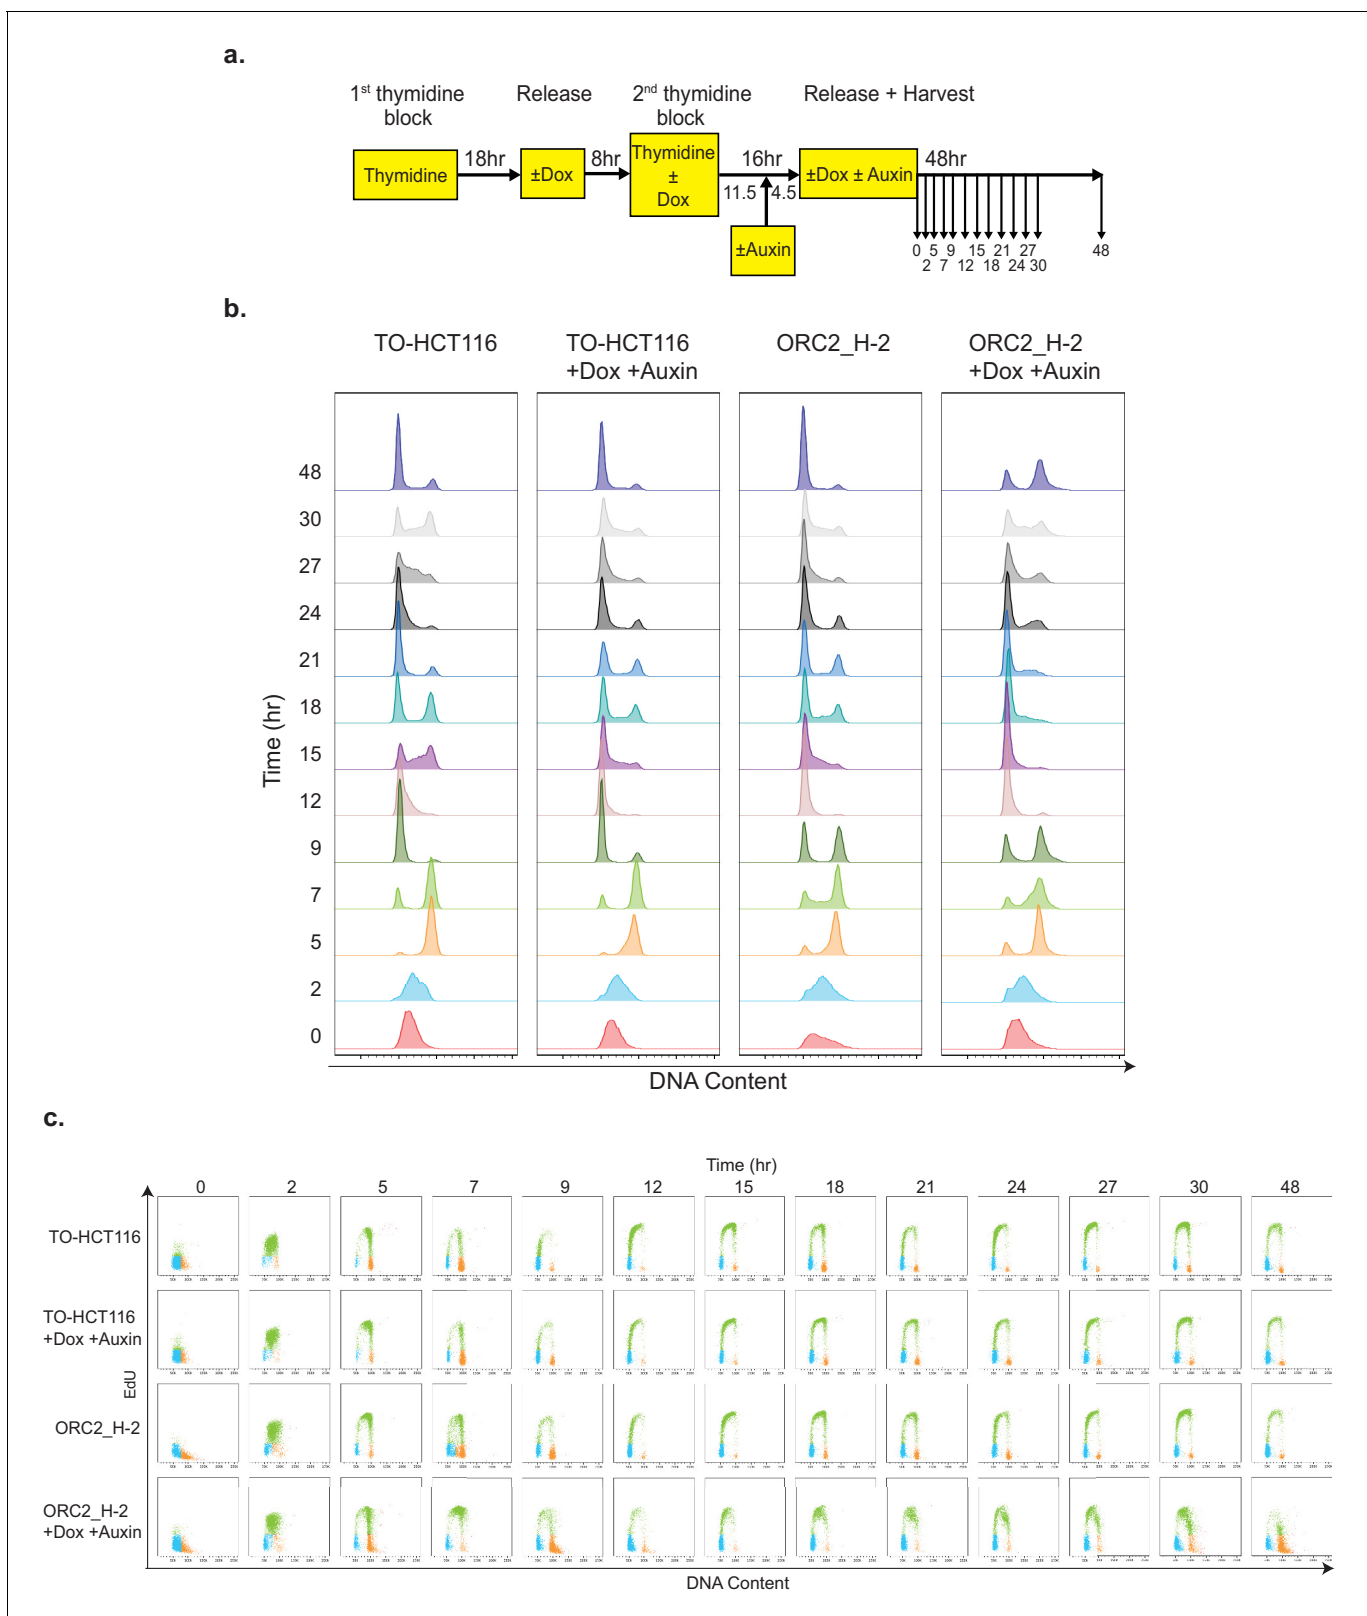 a.
1st thymidine block
Release
2nd thymidine block
Release + Harvest
Thymidine
18hr
±Dox
8hr
Thymidine ± Dox
16hr
11.5
4.5
±Auxin
±Dox ± Auxin
48hr
0 2 5 7 9 12 15 18 21 24 27 30 48
b.
TO-HCT116
TO-HCT116 +Dox +Auxin
ORC2_H-2
ORC2_H-2 +Dox +Auxin
48
30
27
24
21
18
15
12
9
7
5
2
0
Time (hr)
DNA Content
c.
Time (hr)
0 2 5 7 9 12 15 18 21 24 27 30 48
TO-HCT116
TO-HCT116
+Dox +Auxin
ORC2_H-2
ORC2_H-2
+Dox +Auxin
EdU
DNA Content